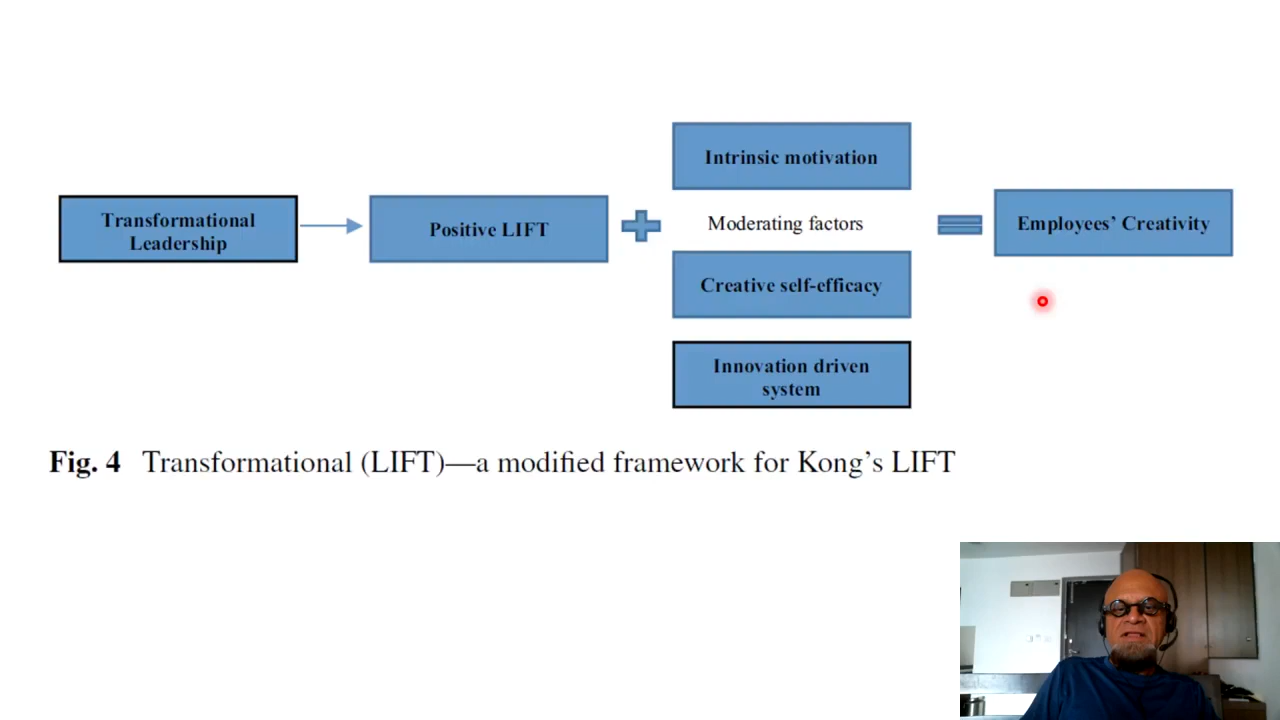 Transformational
Leadership
Positive LIFT
Intrinsic motivation
Moderating factors
Creative self-efficacy
Innovation driven
system
Employees’ Creativity
Fig. 4 Transformational (LIFT)—a modified framework for Kong’s LIFT